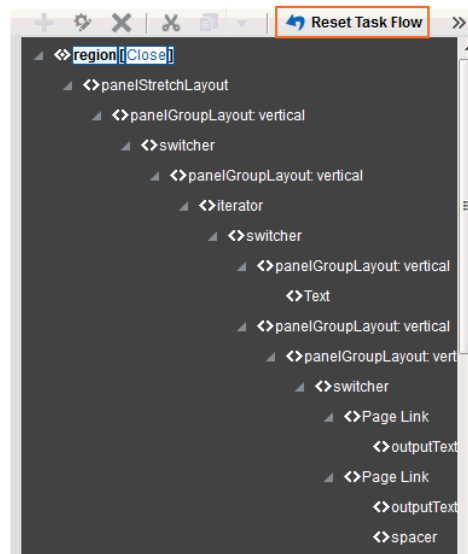 Reset Task Flow
region [Close]
panelStretchLayout
panelGroupLayout: vertical
switcher
panelGroupLayout: vertical
iterator
switcher
panelGroupLayout: vertical
Text
panelGroupLayout: vertical
panelGroupLayout: vert
switcher
Page Link
outputText
Page Link
outputText
spacer